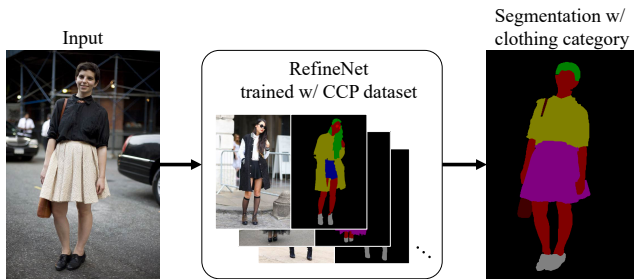 Input
RefineNet
trained w/ CCP dataset
Segmentation w/
clothing category